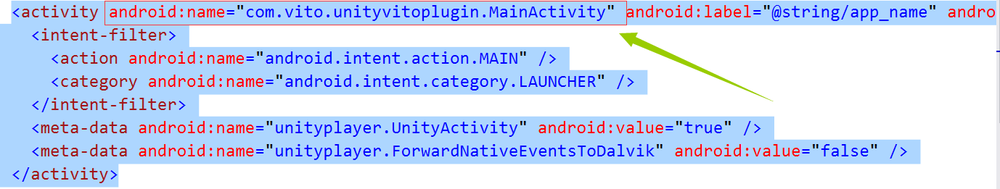 <activity android:name="com.vito.unityvitoplugin.MainActivity" android:label="@string/app_name" andro
<intent-filter>
<action android:name="android.intent.action.MAIN" />
<category android:name="android.intent.category.LAUNCHER" />
</intent-filter>
<meta-data android:name="unityplayer.UnityActivity" android:value="true" />
<meta-data android:name="unityplayer.ForwardNativeEventsToDalvik" android:value="false" />
</activity>